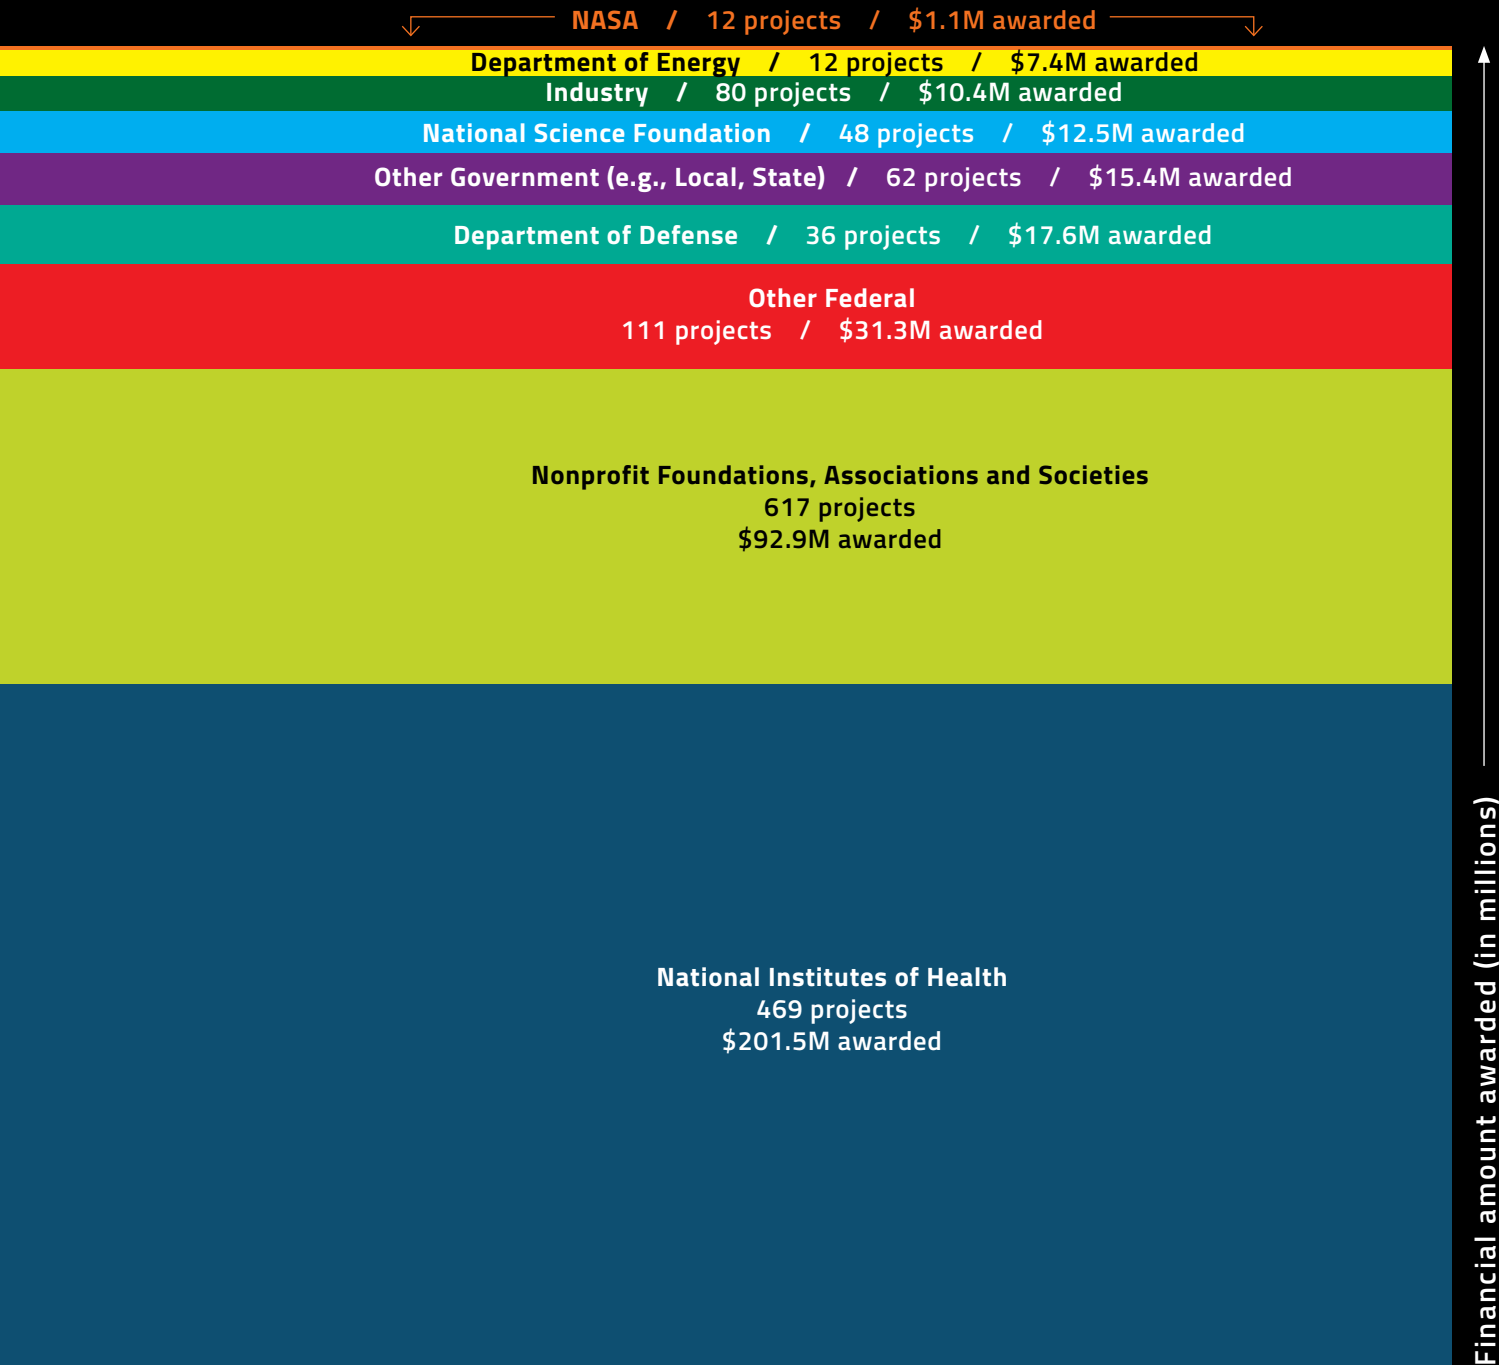 NASA / 12 projects / $1.1M awarded
Department of Energy / 12 projects / $7.4M awarded
Industry / 80 projects / $10.4M awarded
National Science Foundation / 48 projects / $12.5M awarded
Other Government (e.g., Local, State) / 62 projects / $15.4M awarded
Department of Defense / 36 projects / $17.6M awarded
Other Federal
111 projects / $31.3M awarded
Nonprofit Foundations, Associations and Societies
617 projects
$92.9M awarded
National Institutes of Health
469 projects
$201.5M awarded
Financial amount awarded (in millions)